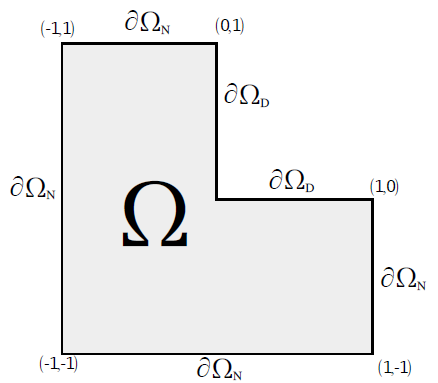 ∂Ω_N
(-1,1) (0,1)
∂Ω_D
∂Ω_D
∂Ω_N Ω (1,0)
∂Ω_N
(-1,-1) ∂Ω_N (1,-1)